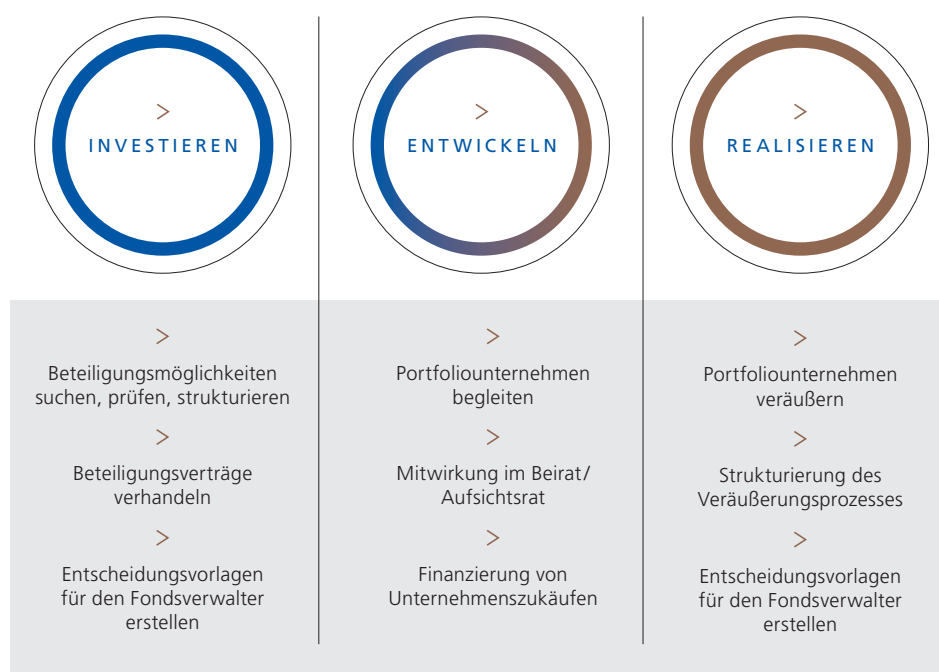 >
INVESTIEREN
>
Beteiligungsmöglichkeiten
suchen, prüfen, strukturieren
>
Beteiligungsverträge
verhandeln
>
Entscheidungsvorlagen
für den Fondsverwalter
erstellen
>
ENTWICKELN
>
Portfoliounternehmen
begleiten
>
Mitwirkung im Beirat/
Aufsichtsrat
>
Finanzierung von
Unternehmenszukäufen
>
REALISIEREN
>
Portfoliounternehmen
veräußern
>
Strukturierung des
Veräußerungsprozesses
>
Entscheidungsvorlagen
für den Fondsverwalter
erstellen